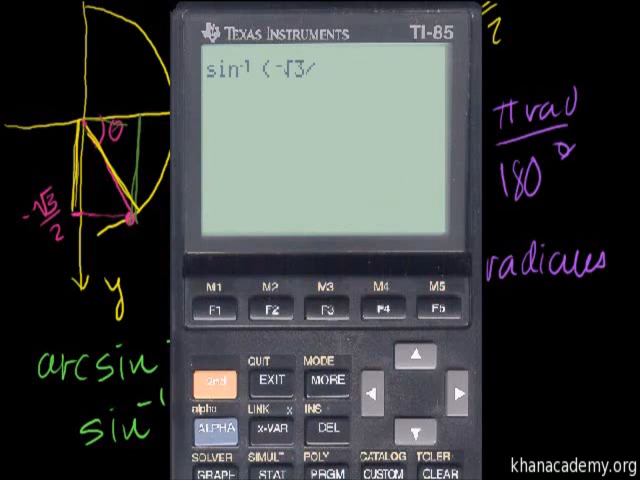 TEXAS INSTRUMENTS TI-85
sin⁻¹ (-√3/
/2
π rad
180°
θ
-√3/2
y
radians
arcsin
sin⁻¹
M1 M2 M3 M4 M5
F1 F2 F3 F4 F5
QUIT MODE
2nd EXIT MORE
alpha LINK x INS
ALPHA x-VAR DEL
SOLVER SIMULT POLY CATALOG TOLER
GRAPH STAT PRGM CUSTOM CLEAR
khanacademy.org